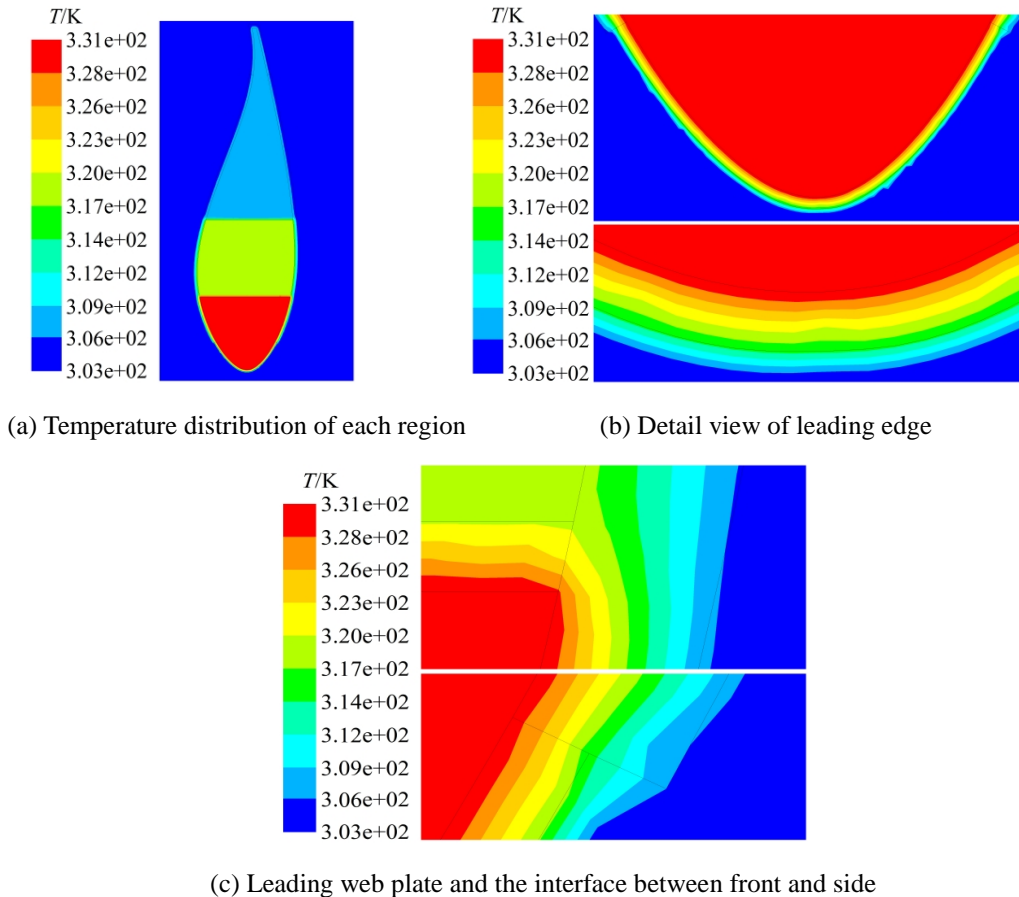 T/K
3.31e+02
3.28e+02
3.26e+02
3.23e+02
3.20e+02
3.17e+02
3.14e+02
3.12e+02
3.09e+02
3.06e+02
3.03e+02
(a) Temperature distribution of each region
T/K
3.31e+02
3.28e+02
3.26e+02
3.23e+02
3.20e+02
3.17e+02
3.14e+02
3.12e+02
3.09e+02
3.06e+02
3.03e+02
(b) Detail view of leading edge
T/K
3.31e+02
3.28e+02
3.26e+02
3.23e+02
3.20e+02
3.17e+02
3.14e+02
3.12e+02
3.09e+02
3.06e+02
3.03e+02
(c) Leading web plate and the interface between front and side